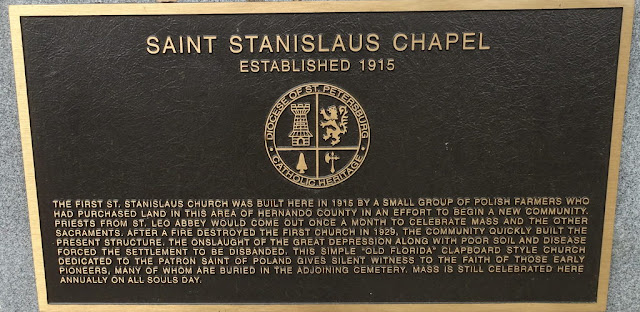 SAINT STANISLAUS CHAPEL
ESTABLISHED 1915
DIOCESE OF ST. PETERSBURG
CATHOLIC HERITAGE
THE FIRST ST. STANISLAUS CHURCH WAS BUILT HERE IN 1915 BY A SMALL GROUP OF POLISH FARMERS WHO
HAD PURCHASED LAND IN THIS AREA OF HERNANDO COUNTY IN AN EFFORT TO BEGIN A NEW COMMUNITY.
PRIESTS FROM ST. LEO ABBEY WOULD COME OUT ONCE A MONTH TO CELEBRATE MASS AND THE OTHER
SACRAMENTS. AFTER A FIRE DESTROYED THE FIRST CHURCH IN 1929, THE COMMUNITY QUICKLY BUILT THE
PRESENT STRUCTURE. THE ONSLAUGHT OF THE GREAT DEPRESSION ALONG WITH POOR SOIL AND DISEASE
FORCED THE SETTLEMENT TO BE DISBANDED. THIS SIMPLE "OLD FLORIDA" CLAPBOARD STYLE CHURCH
DEDICATED TO THE PATRON SAINT OF POLAND GIVES SILENT WITNESS TO THE FAITH OF THOSE EARLY
PIONEERS, MANY OF WHOM ARE BURIED IN THE ADJOINING CEMETERY. MASS IS STILL CELEBRATED HERE
ANNUALLY ON ALL SOULS DAY.